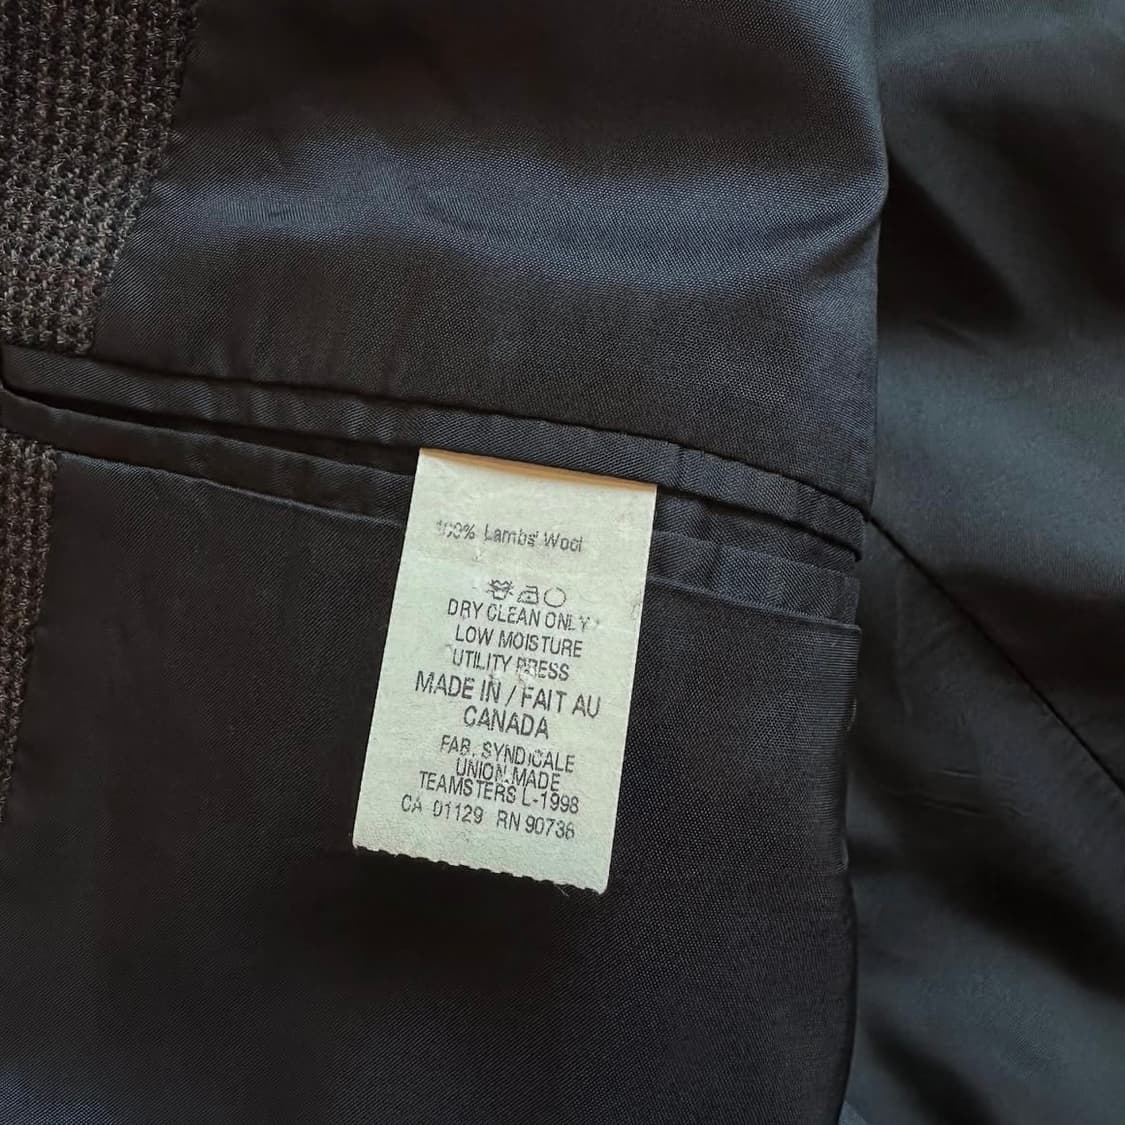 100% Lambs' Wool
DRY CLEAN ONLY
LOW MOISTURE
UTILITY PRESS
MADE IN / FAIT AU
CANADA
FAB. SYNDICALE
UNION MADE
TEAMSTERS L-1998
CA 01129 RN 90736